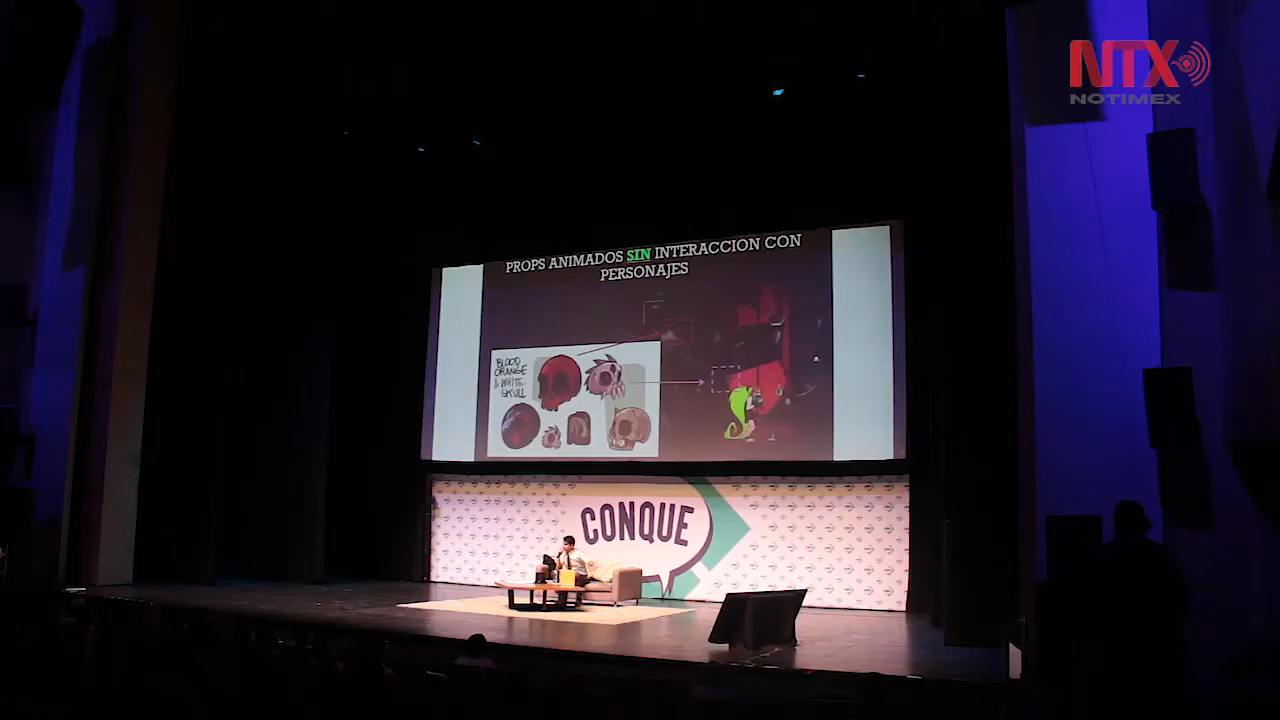 NTX
NOTIMEX
PROPS ANIMADOS SIN INTERACCION CON
PERSONAJES
BLOOD
ORANGE
& WHITE
SKULL
CONQUE